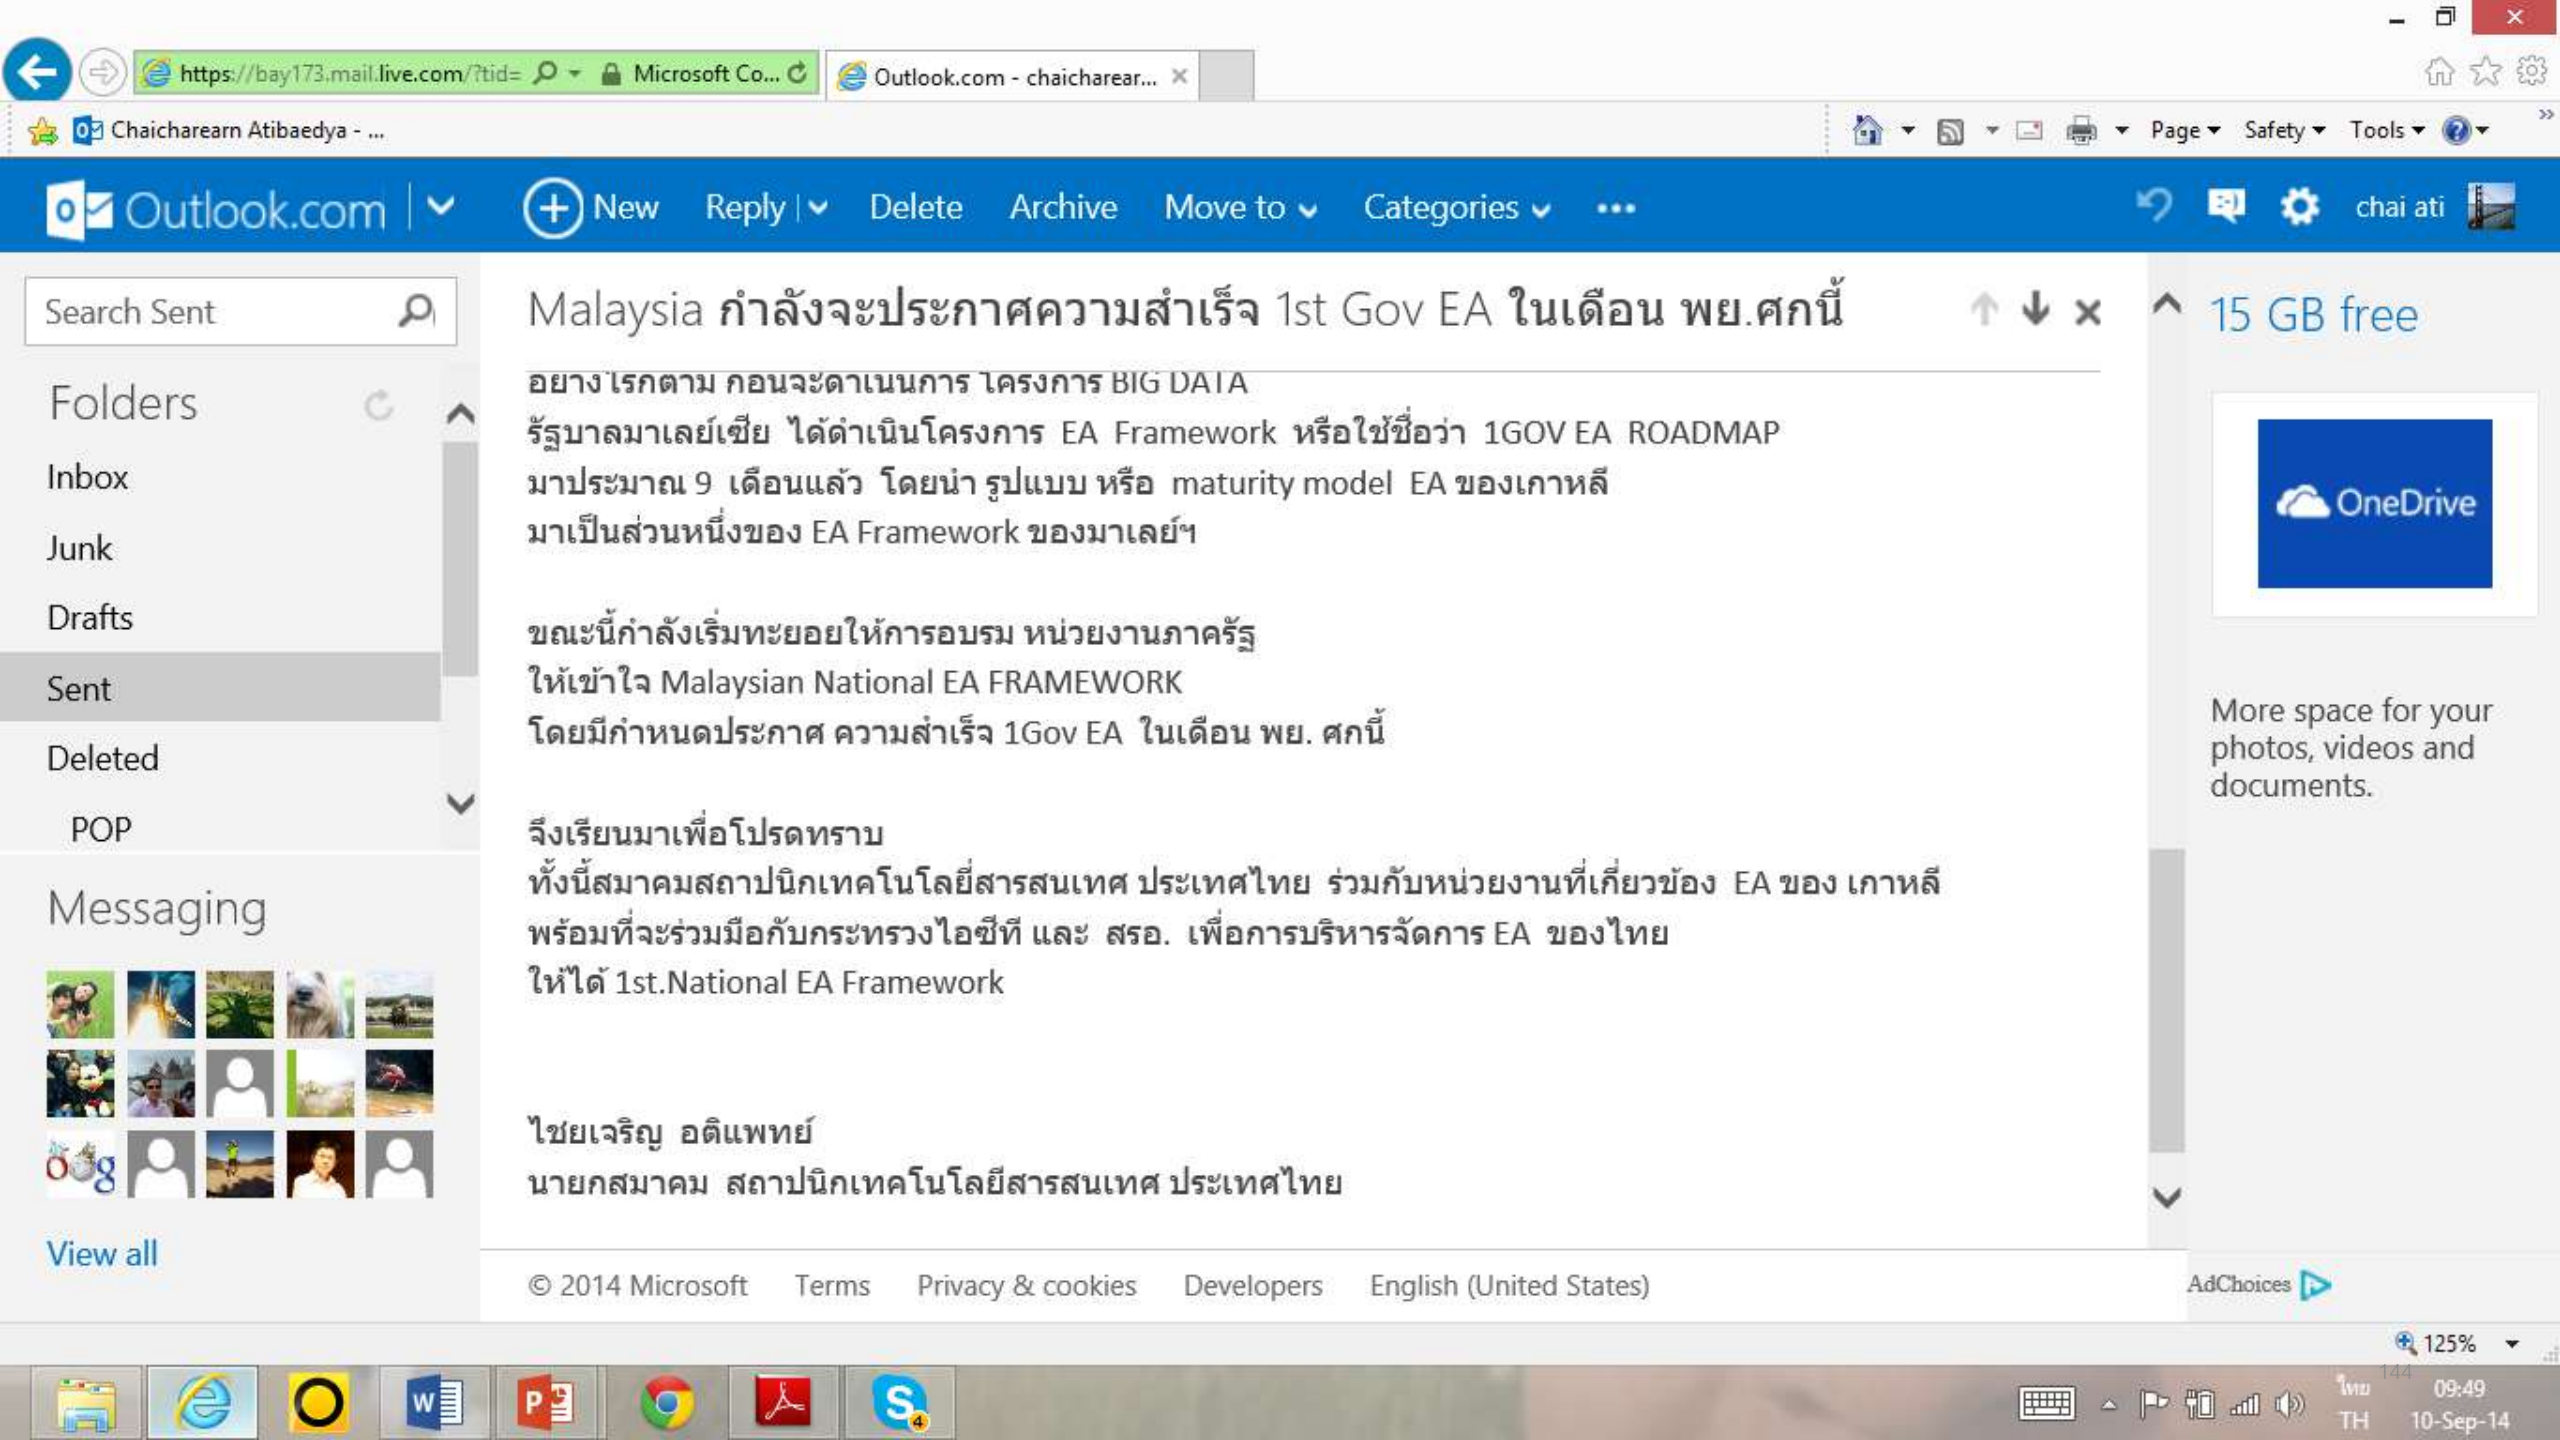 https://bay173.mail.live.com/?tid=
Microsoft Co...
Outlook.com - chaicharear...
Chaicharearn Atibaedya - ...
Page
Safety
Tools
Outlook.com
New
Reply
Delete
Archive
Move to
Categories
chai ati
Search Sent
Folders
Inbox
Junk
Drafts
Sent
Deleted
POP
Messaging
View all
Malaysia กำลังจะประกาศความสำเร็จ 1st Gov EA ในเดือน พย.ศกนี้
อย่างไรก็ตาม ก่อนจะดำเนินการ โครงการ BIG DATA
รัฐบาลมาเลย์เซีย ได้ดำเนินโครงการ EA Framework หรือใช้ชื่อว่า 1GOV EA ROADMAP
มาประมาณ 9 เดือนแล้ว โดยนำ รูปแบบ หรือ maturity model EA ของเกาหลี
มาเป็นส่วนหนึ่งของ EA Framework ของมาเลย์ฯ
ขณะนี้กำลังเริ่มทะยอยให้การอบรม หน่วยงานภาครัฐ
ให้เข้าใจ Malaysian National EA FRAMEWORK
โดยมีกำหนดประกาศ ความสำเร็จ 1Gov EA ในเดือน พย. ศกนี้
จึงเรียนมาเพื่อโปรดทราบ
ทั้งนี้สมาคมสถาปนิกเทคโนโลยี่สารสนเทศ ประเทศไทย ร่วมกับหน่วยงานที่เกี่ยวข้อง EA ของ เกาหลี
พร้อมที่จะร่วมมือกับกระทรวงไอซีที และ สรอ. เพื่อการบริหารจัดการ EA ของไทย
ให้ได้ 1st.National EA Framework
ไชยเจริญ อติแพทย์
นายกสมาคม สถาปนิกเทคโนโลยีสารสนเทศ ประเทศไทย
© 2014 Microsoft
Terms
Privacy & cookies
Developers
English (United States)
15 GB free
OneDrive
More space for your
photos, videos and
documents.
AdChoices
125%
144
ไทย
TH
09:49
10-Sep-14